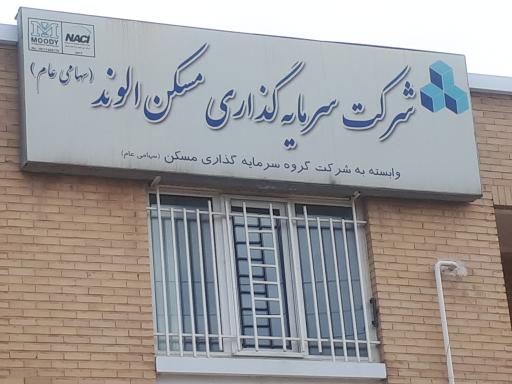 MOODY
NACI
شرکت سرمایه گذاری مسکن الوند (سهامی عام)
وابسته به شرکت گروه سرمایه گذاری مسکن (سهامی عام)